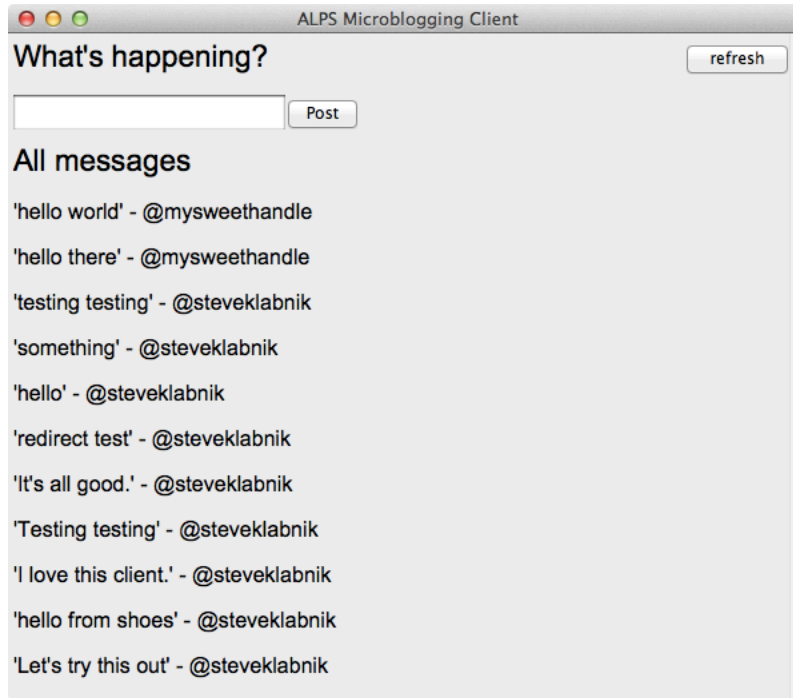 ALPS Microblogging Client
What's happening?
refresh
Post
All messages
'hello world' - @mysweethandle
'hello there' - @mysweethandle
'testing testing' - @steveklabnik
'something' - @steveklabnik
'hello' - @steveklabnik
'redirect test' - @steveklabnik
'It's all good.' - @steveklabnik
'Testing testing' - @steveklabnik
'I love this client.' - @steveklabnik
'hello from shoes' - @steveklabnik
'Let's try this out' - @steveklabnik